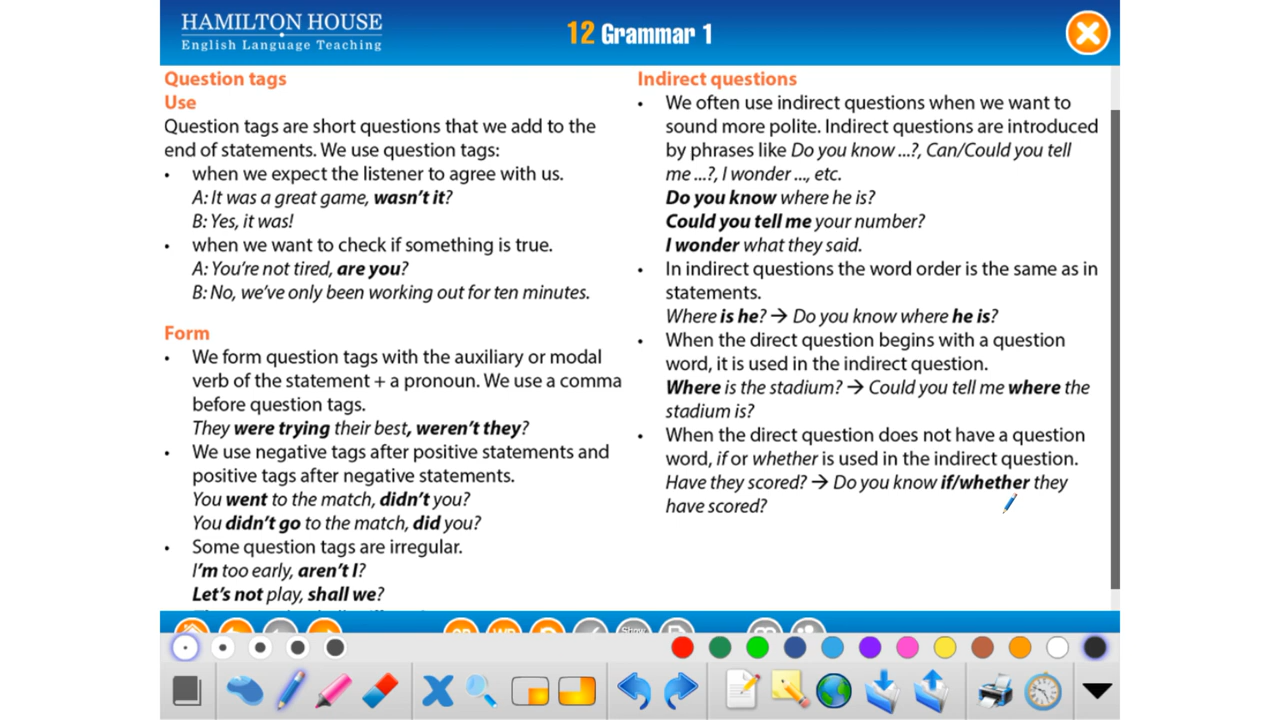 HAMILTON HOUSE
English Language Teaching
12 Grammar 1
Question tags
Use
Question tags are short questions that we add to the
end of statements. We use question tags:
• when we expect the listener to agree with us.
A: It was a great game, wasn't it?
B: Yes, it was!
• when we want to check if something is true.
A: You're not tired, are you?
B: No, we've only been working out for ten minutes.
Form
• We form question tags with the auxiliary or modal
verb of the statement + a pronoun. We use a comma
before question tags.
They were trying their best, weren't they?
• We use negative tags after positive statements and
positive tags after negative statements.
You went to the match, didn't you?
You didn't go to the match, did you?
• Some question tags are irregular.
I'm too early, aren't I?
Let's not play, shall we?
Indirect questions
• We often use indirect questions when we want to
sound more polite. Indirect questions are introduced
by phrases like Do you know ...?, Can/Could you tell
me ...?, I wonder ..., etc.
Do you know where he is?
Could you tell me your number?
I wonder what they said.
• In indirect questions the word order is the same as in
statements.
Where is he? → Do you know where he is?
• When the direct question begins with a question
word, it is used in the indirect question.
Where is the stadium? → Could you tell me where the
stadium is?
• When the direct question does not have a question
word, if or whether is used in the indirect question.
Have they scored? → Do you know if/whether they
have scored?
Show